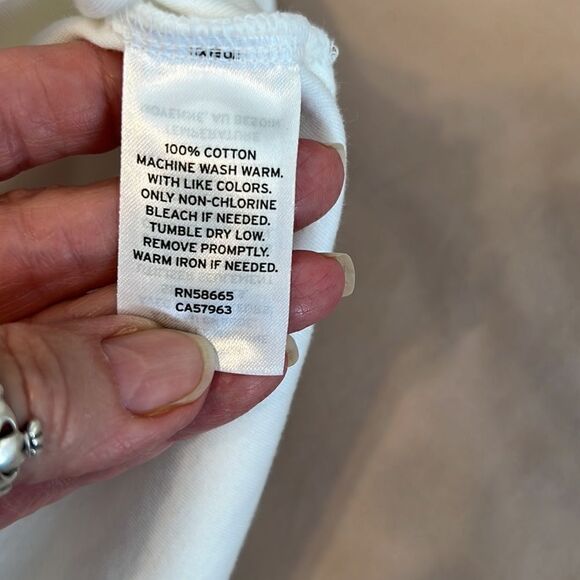 100% COTTON
MACHINE WASH WARM.
WITH LIKE COLORS.
ONLY NON-CHLORINE
BLEACH IF NEEDED.
TUMBLE DRY LOW.
REMOVE PROMPTLY.
WARM IRON IF NEEDED.
RN58665
CA57963